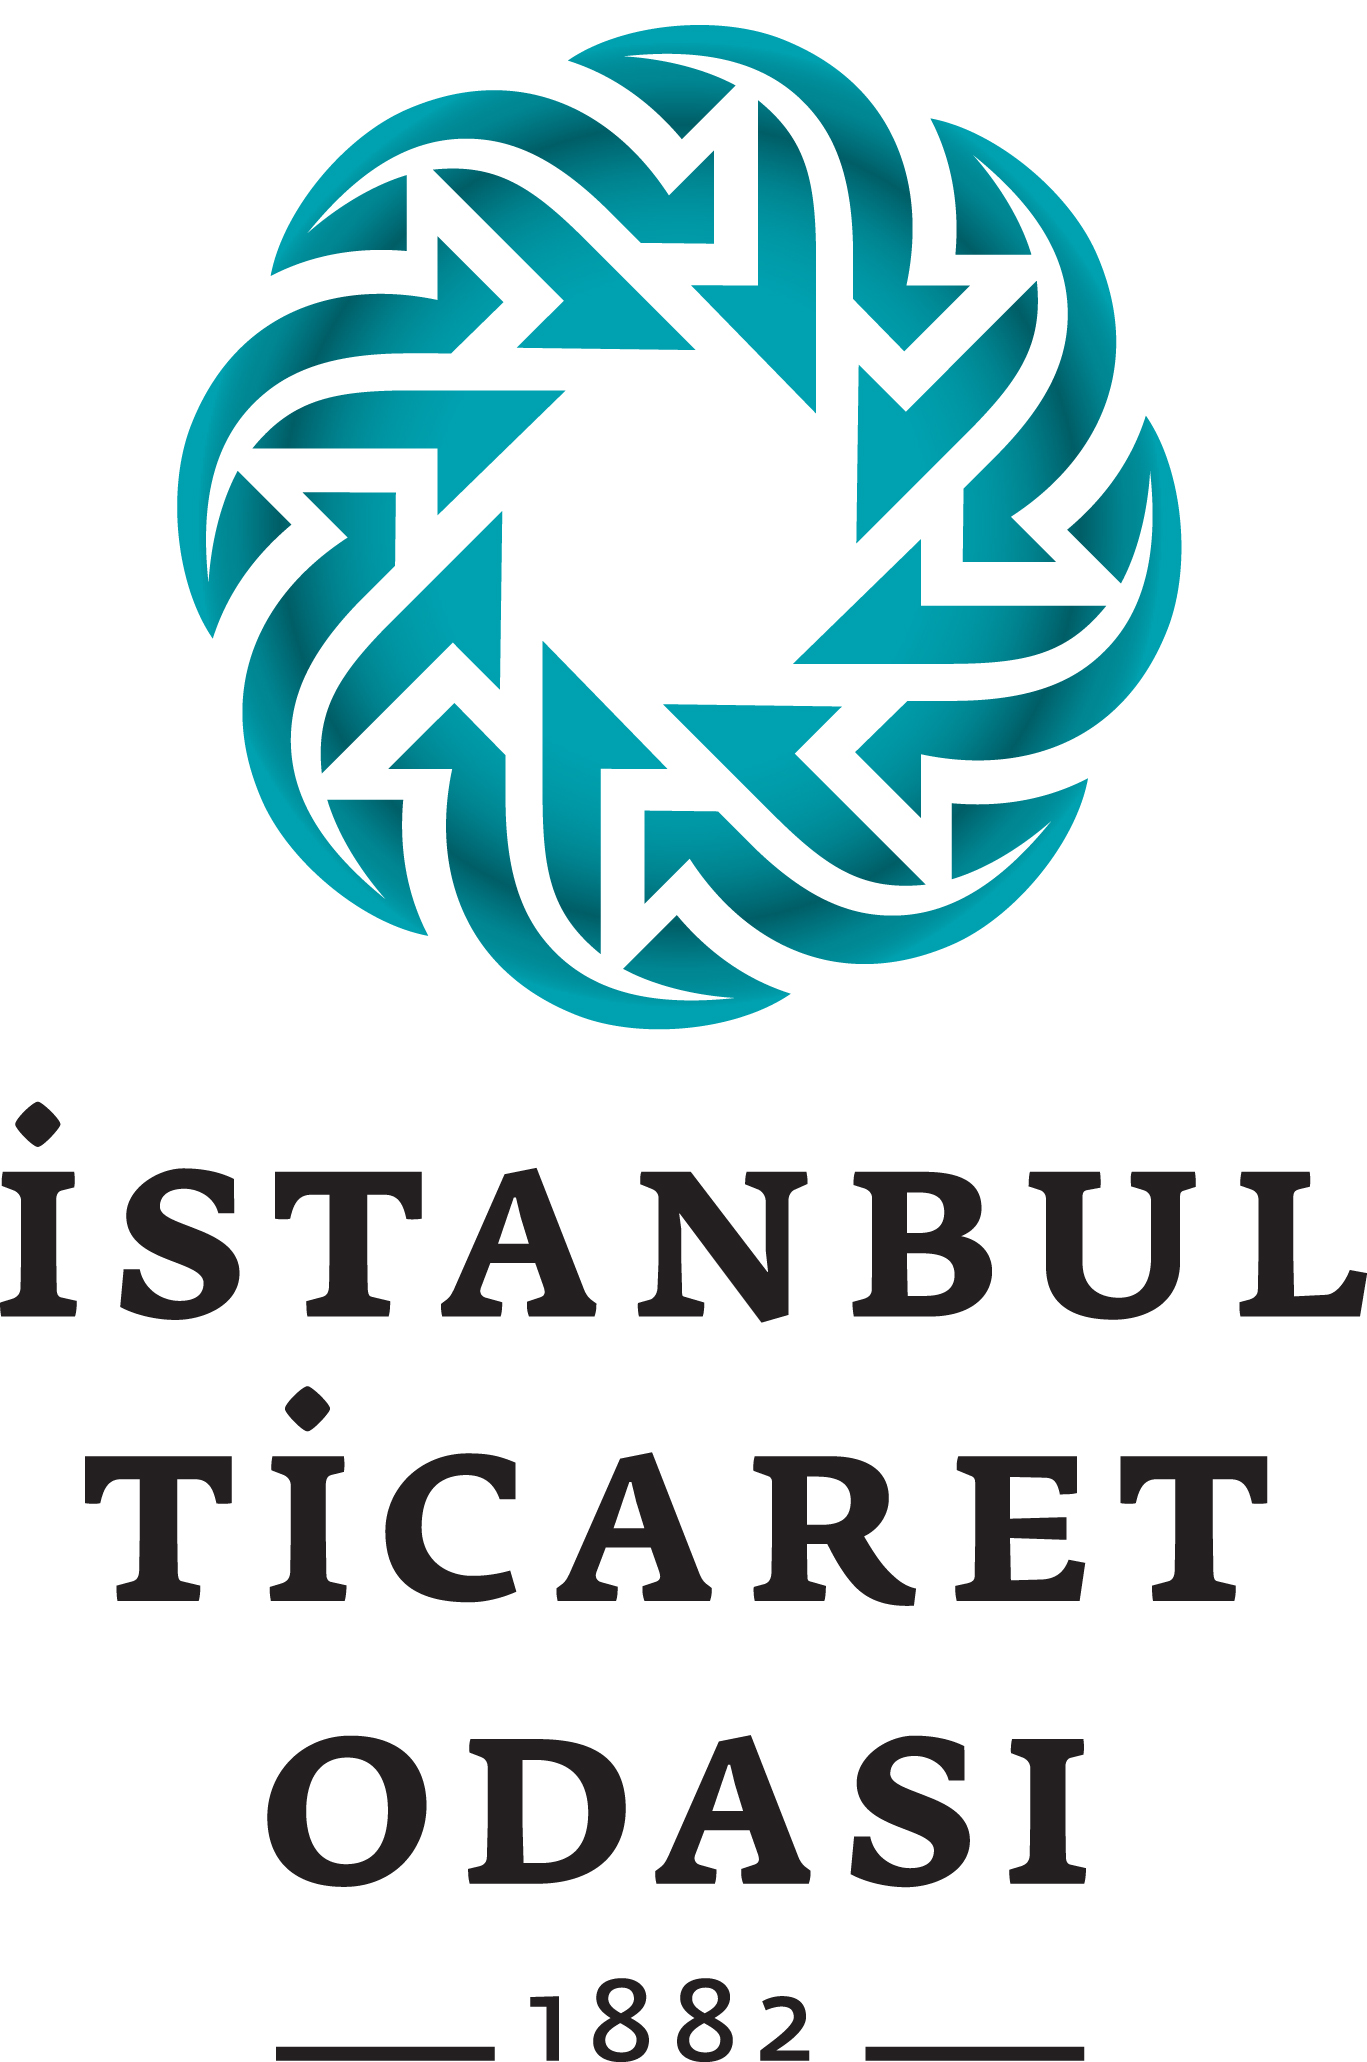 İSTANBUL
TİCARET
ODASI
1882